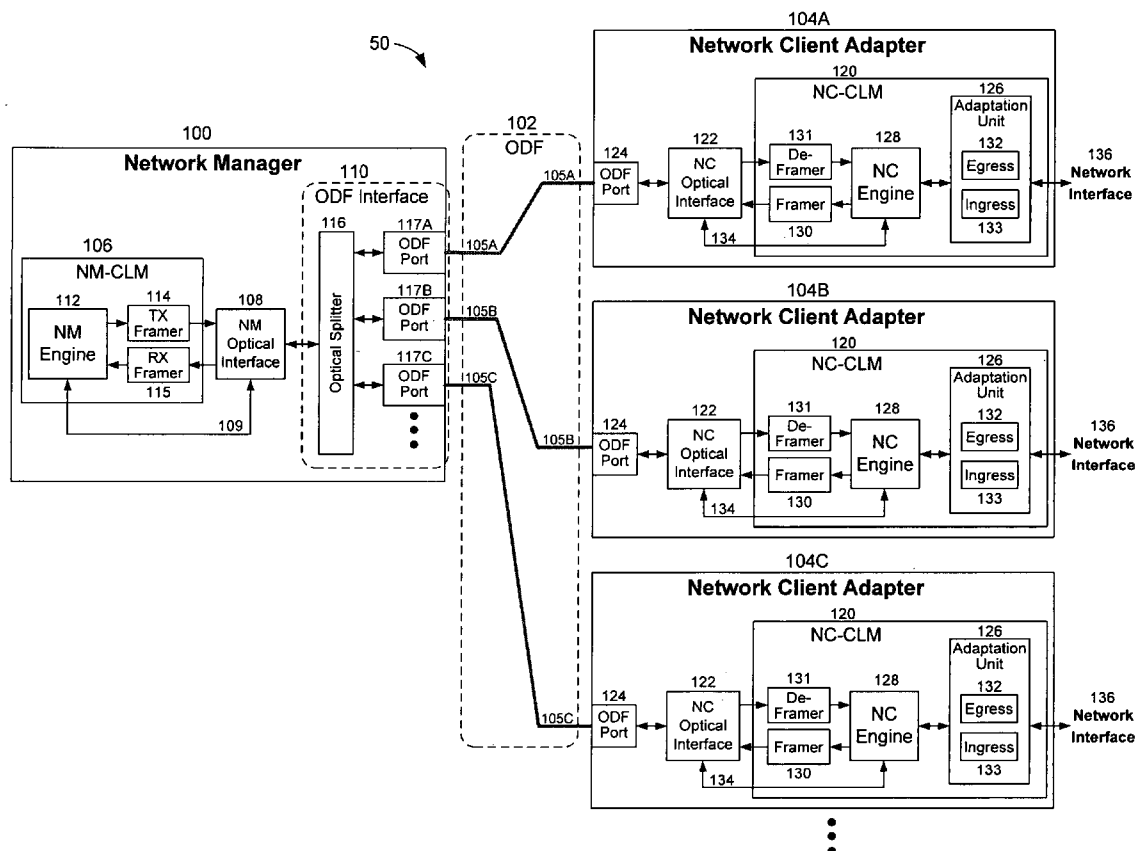 50
100
Network Manager
110
ODF Interface
116
Optical Splitter
117A
ODF
Port
117B
ODF
Port
117C
ODF
Port
106
NM-CLM
112
NM
Engine
114
TX
Framer
RX
Framer
115
108
NM
Optical
Interface
109
102
ODF
105A
105A
105B
105B
105C
105C
104A
Network Client Adapter
120
NC-CLM
124
ODF
Port
122
NC
Optical
Interface
131
De-
Framer
Framer
130
128
NC
Engine
134
126
Adaptation
Unit
132
Egress
Ingress
133
136
Network
Interface
104B
Network Client Adapter
120
NC-CLM
124
ODF
Port
122
NC
Optical
Interface
131
De-
Framer
Framer
130
128
NC
Engine
134
126
Adaptation
Unit
132
Egress
Ingress
133
136
Network
Interface
104C
Network Client Adapter
120
NC-CLM
124
ODF
Port
122
NC
Optical
Interface
131
De-
Framer
Framer
130
128
NC
Engine
134
126
Adaptation
Unit
132
Egress
Ingress
133
136
Network
Interface